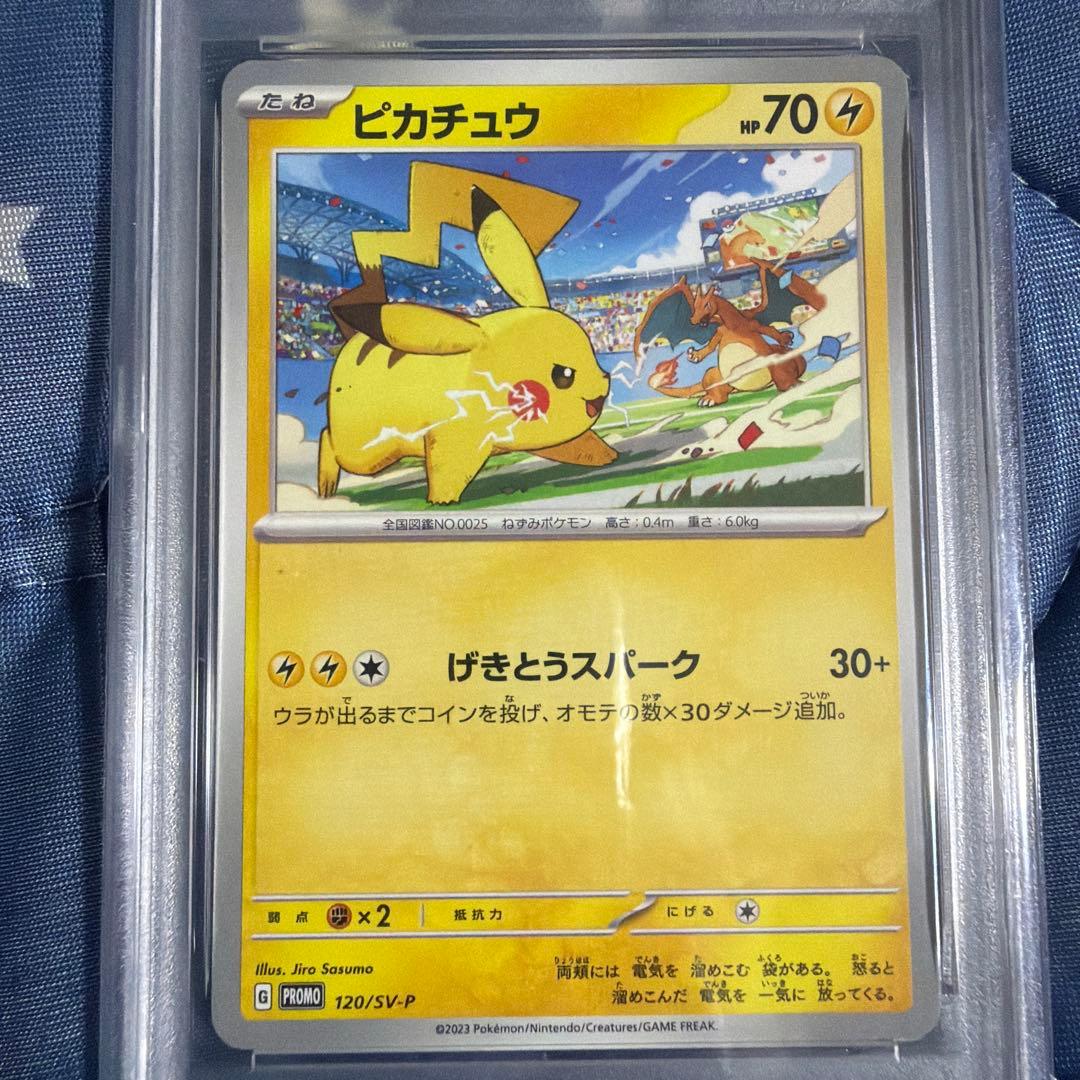 たね ピカチュウ HP70
全国図鑑NO.0025 ねずみポケモン 高さ:0.4m 重さ:6.0kg
げきとうスパーク 30+
ウラが出るまでコインを投げ、オモテの数×30ダメージ追加。
弱点 ×2 抵抗力 にげる
Illus. Jiro Sasumo
両頬には 電気を 溜めこむ 袋がある。 怒ると
溜めこんだ 電気を 一気に 放ってくる。
G PROMO 120/SV-P
©2023 Pokémon/Nintendo/Creatures/GAME FREAK.